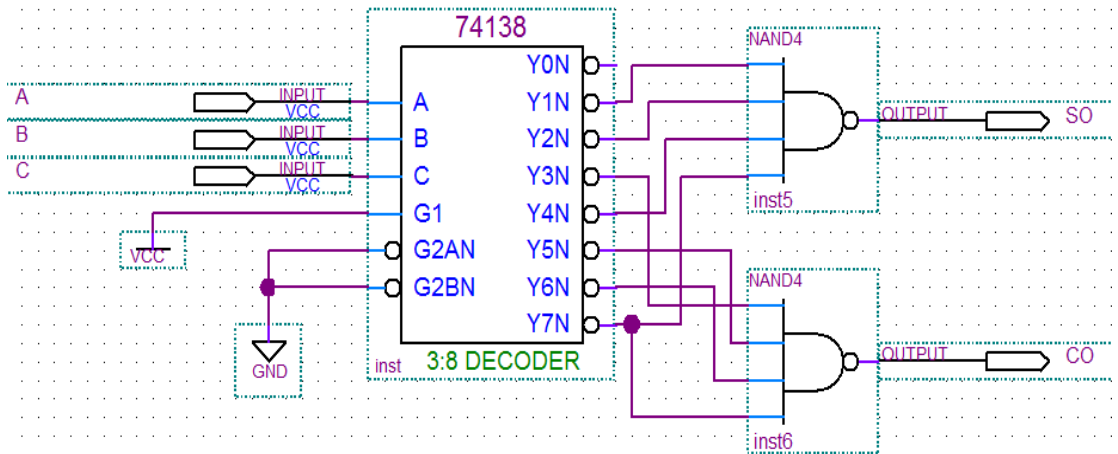 74138
A
B
C
INPUT
VCC
INPUT
VCC
INPUT
VCC
VCC
GND
A
B
C
G1
G2AN
G2BN
Y0N
Y1N
Y2N
Y3N
Y4N
Y5N
Y6N
Y7N
inst
3:8 DECODER
NAND4
inst5
OUTPUT
SO
NAND4
inst6
OUTPUT
CO